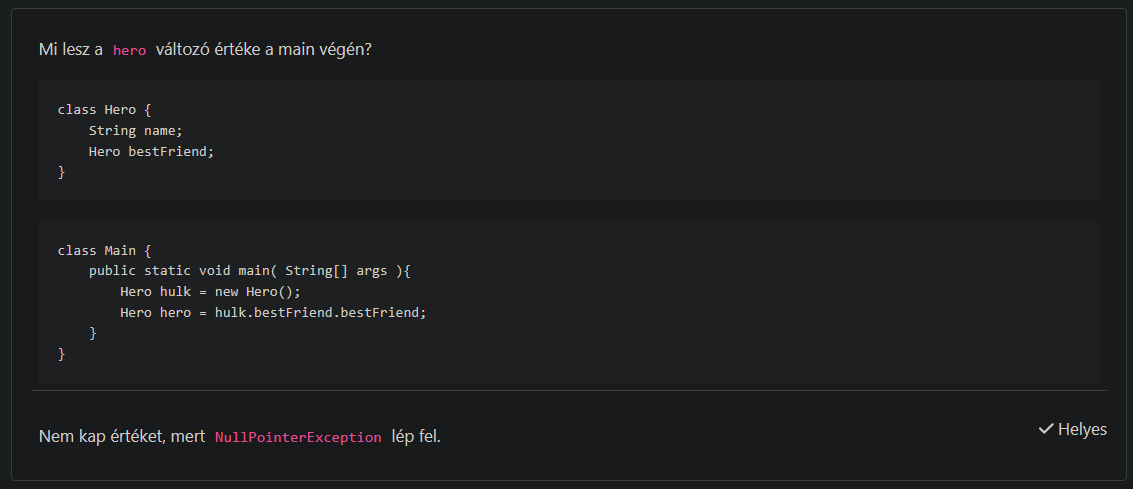 Mi lesz a hero változó értéke a main végén?
class Hero {
    String name;
    Hero bestFriend;
}
class Main {
    public static void main( String[] args ){
        Hero hulk = new Hero();
        Hero hero = hulk.bestFriend.bestFriend;
    }
}
Nem kap értéket, mert NullPointerException lép fel.
✓ Helyes